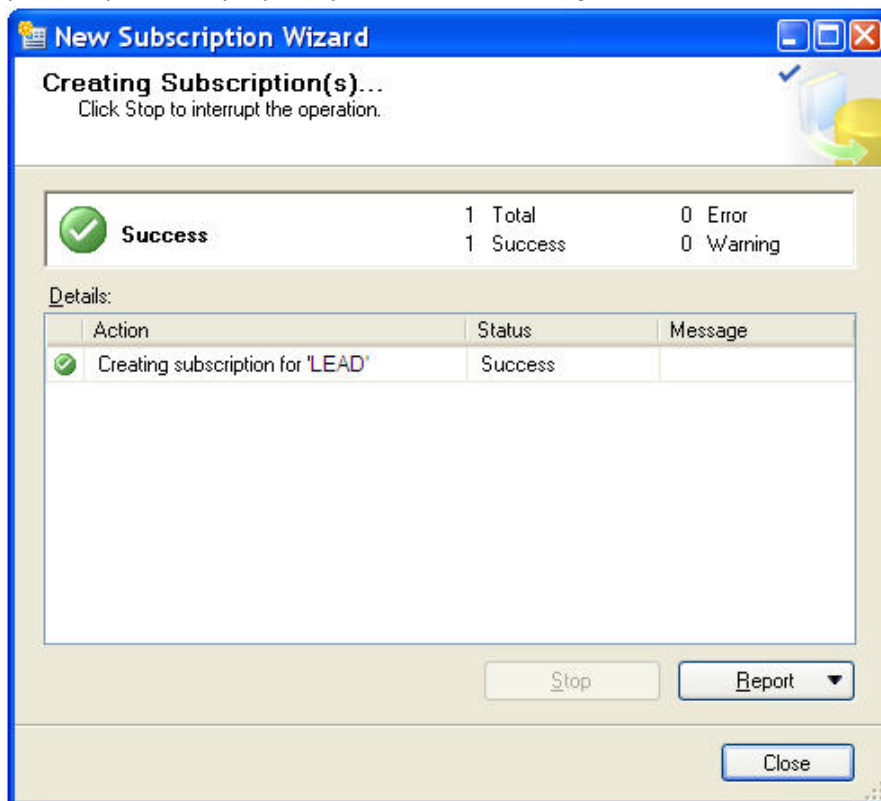 New Subscription Wizard
Creating Subscription(s)...
Click Stop to interrupt the operation.
Success
1 Total
0 Error
1 Success
0 Warning
Details:
Action Status Message
Creating subscription for 'LEAD' Success
Stop Report
Close